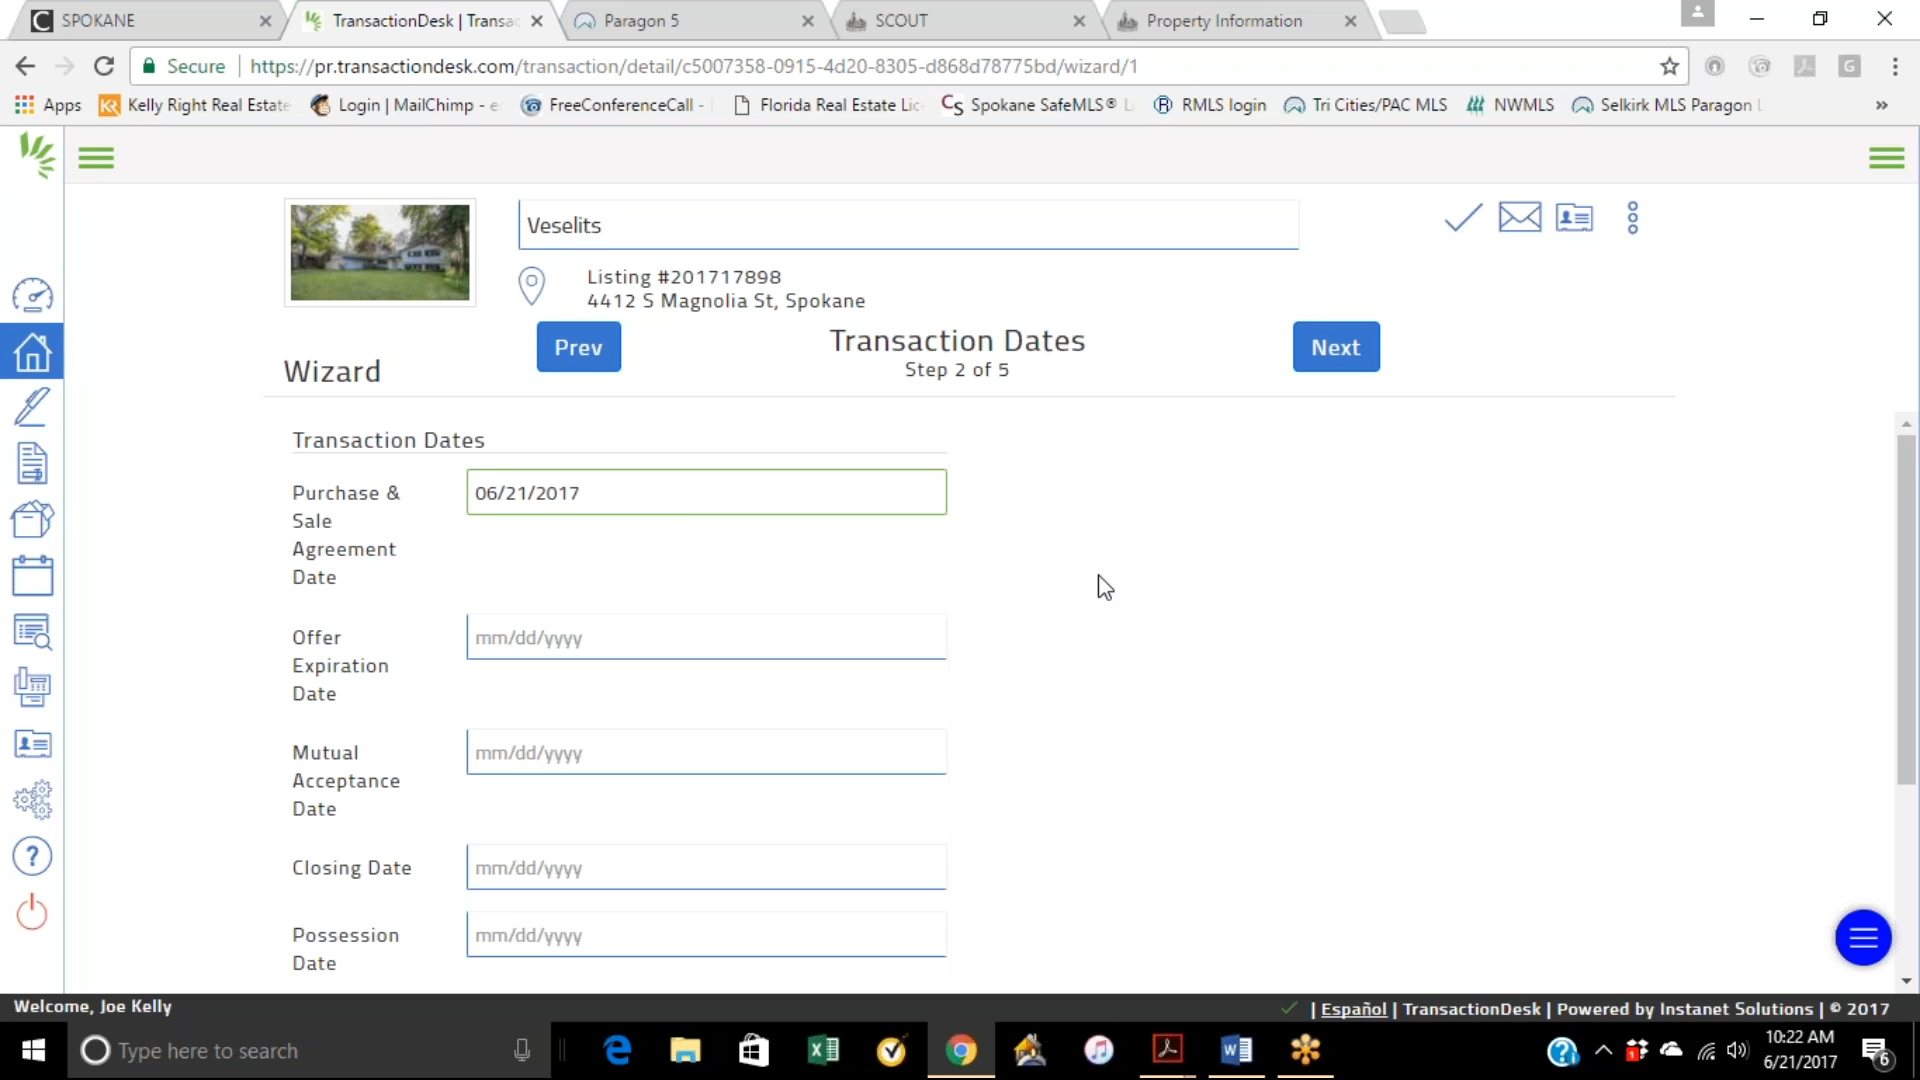 SPOKANE
TransactionDesk | Transac
Paragon 5
SCOUT
Property Information
Secure
https://pr.transactiondesk.com/transaction/detail/c5007358-0915-4d20-8305-d868d78775bd/wizard/1
Apps
Kelly Right Real Estate
Login | MailChimp - e
FreeConferenceCall -
Florida Real Estate Lic
Spokane SafeMLS® L
RMLS login
Tri Cities/PAC MLS
NWMLS
Selkirk MLS Paragon L
»
Veselits
Listing #201717898
4412 S Magnolia St, Spokane
Prev
Transaction Dates
Next
Step 2 of 5
Wizard
Transaction Dates
Purchase &
Sale
Agreement
Date
06/21/2017
Offer
Expiration
Date
mm/dd/yyyy
Mutual
Acceptance
Date
mm/dd/yyyy
Closing Date
mm/dd/yyyy
Possession
Date
mm/dd/yyyy
Welcome, Joe Kelly
| Español | TransactionDesk | Powered by Instanet Solutions | © 2017
Type here to search
10:22 AM
6/21/2017
6